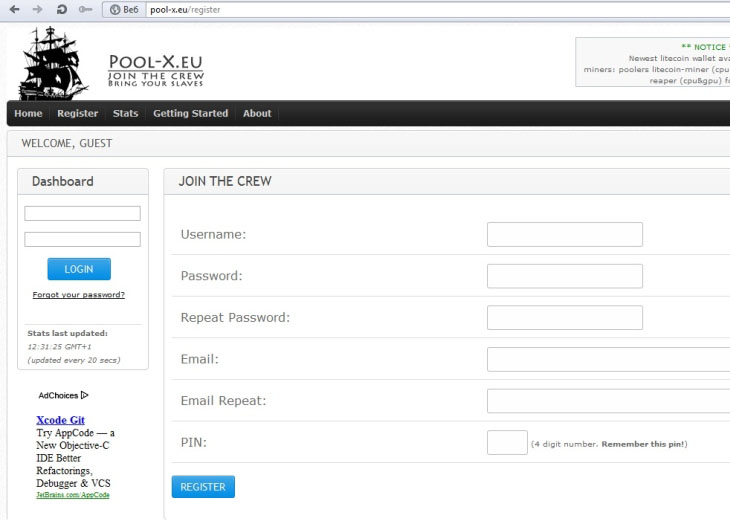 Веб pool-x.eu/register
POOL-X.EU
JOIN THE CREW
BRING YOUR SLAVES
** NOTICE
Newest litecoin wallet
miners: poolers litecoin-miner (cpu
reaper (cpu&gpu)
Home Register Stats Getting Started About
WELCOME, GUEST
Dashboard
LOGIN
Forgot your password?
Stats last updated:
12:31:25 GMT+1
(updated every 20 secs)
AdChoices
Xcode Git
Try AppCode — a
New Objective-C
IDE Better
Refactorings,
Debugger & VCS
JetBrains.com/AppCode
JOIN THE CREW
Username:
Password:
Repeat Password:
Email:
Email Repeat:
PIN:
(4 digit number. Remember this pin!)
REGISTER